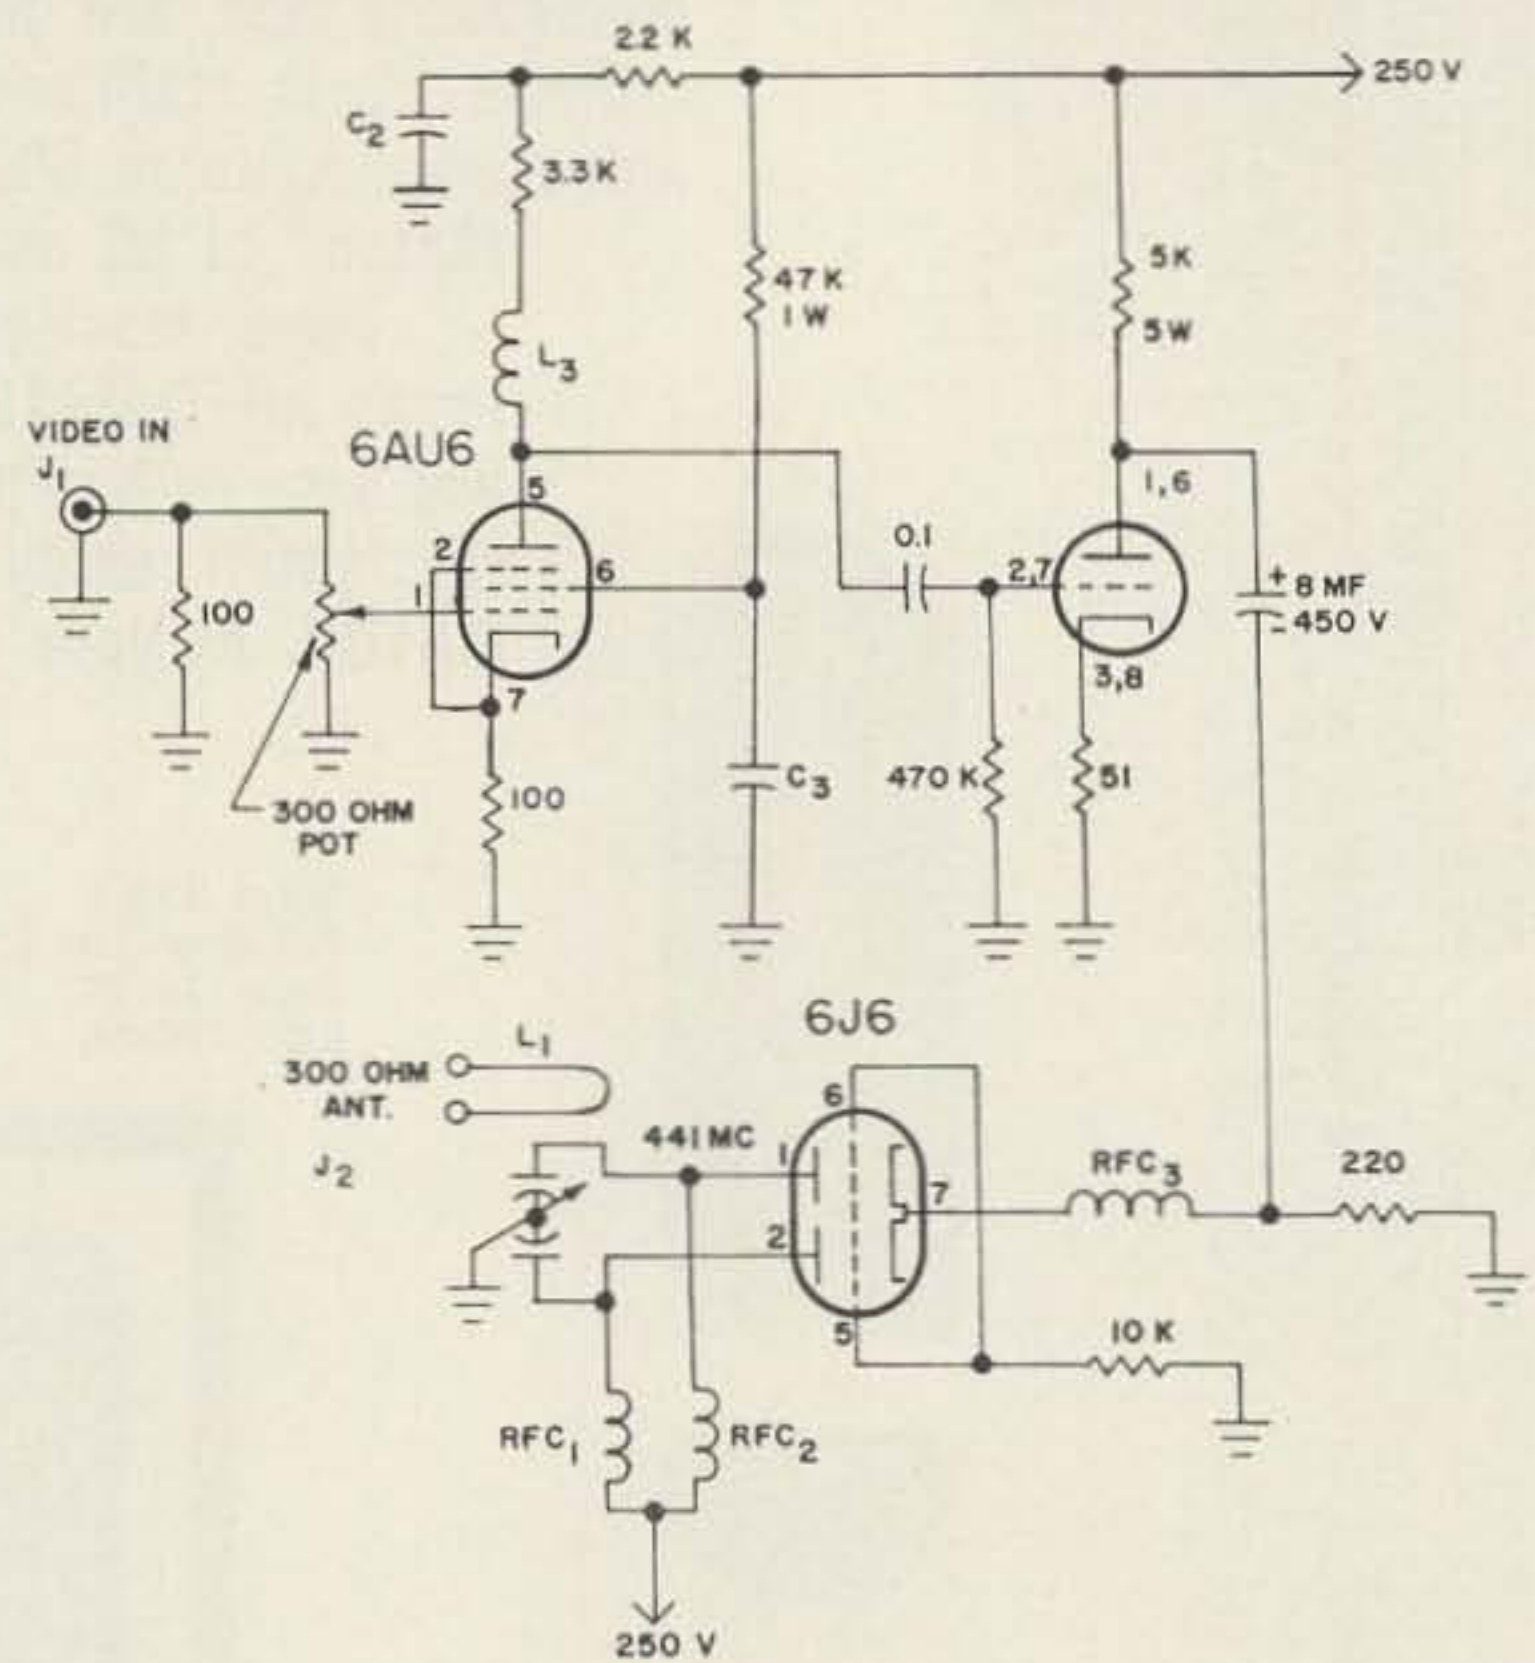 2.2 K
250 V
C2
3.3 K
47 K
1 W
5 K
5 W
L3
VIDEO IN
J1
6AU6
5
1,6
2
6
0.1
2,7
+
8 MF
1
100
-
450 V
3,8
7
300 OHM
POT
100
C3
470 K
51
6J6
L1
300 OHM
ANT.
6
J2
441 MC
1
RFC3
220
7
2
5
10 K
RFC1
RFC2
250 V